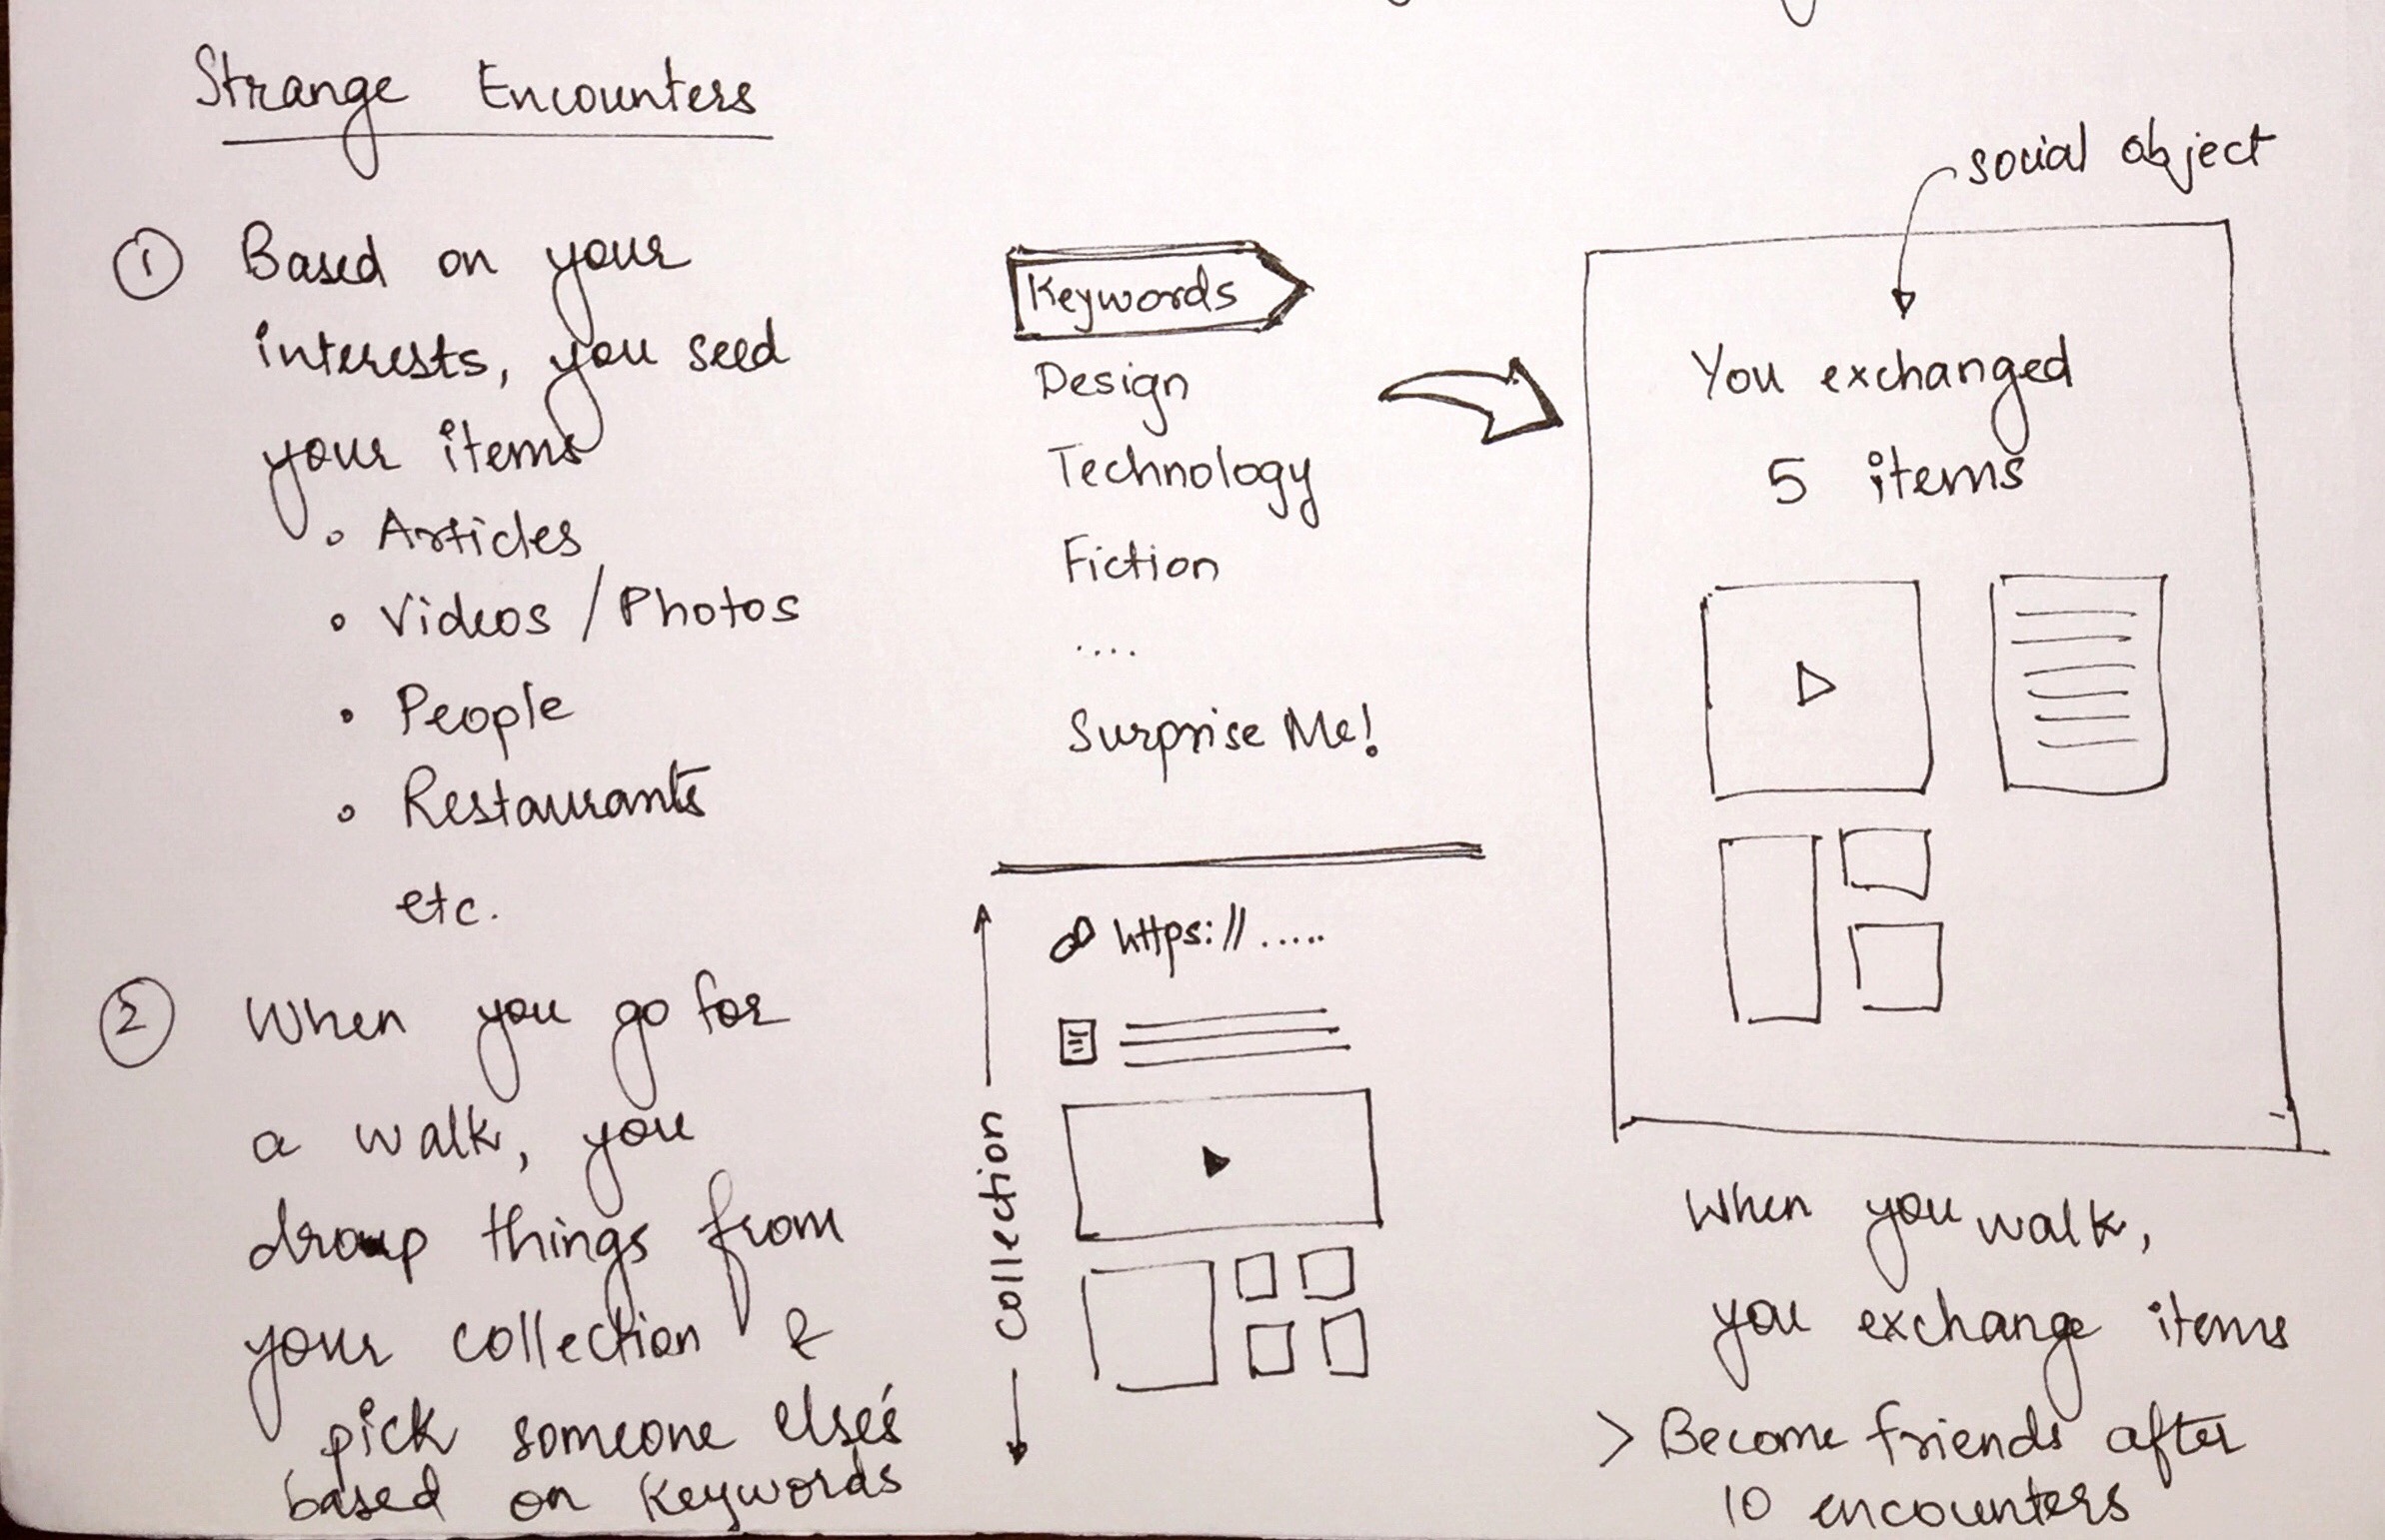 Strange Encounters
① Based on your
interests, you seed
your items
• Articles
• Videos / Photos
• People
• Restaurants
etc.
② When you go for
a walk, you
drop things from
your collection &
pick someone else's
based on Keywords
Keywords
Design
Technology
Fiction
....
Surprise Me!
https://.....
collection
social object
You exchanged
5 items
When you walk,
you exchange items
> Become friends after
10 encounters